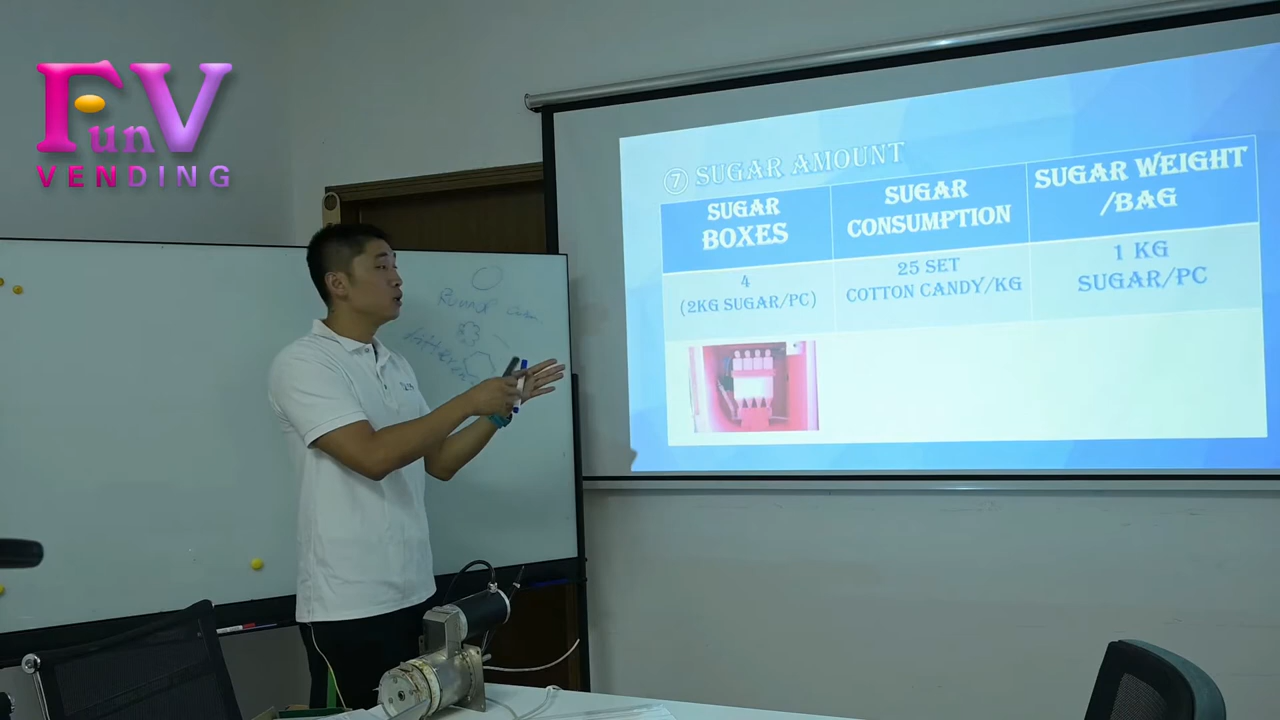 FunV
VENDING
⑦ SUGAR AMOUNT
SUGAR
BOXES
SUGAR
CONSUMPTION
SUGAR WEIGHT
/BAG
4
(2KG SUGAR/PC)
25 SET
COTTON CANDY/KG
1 KG
SUGAR/PC